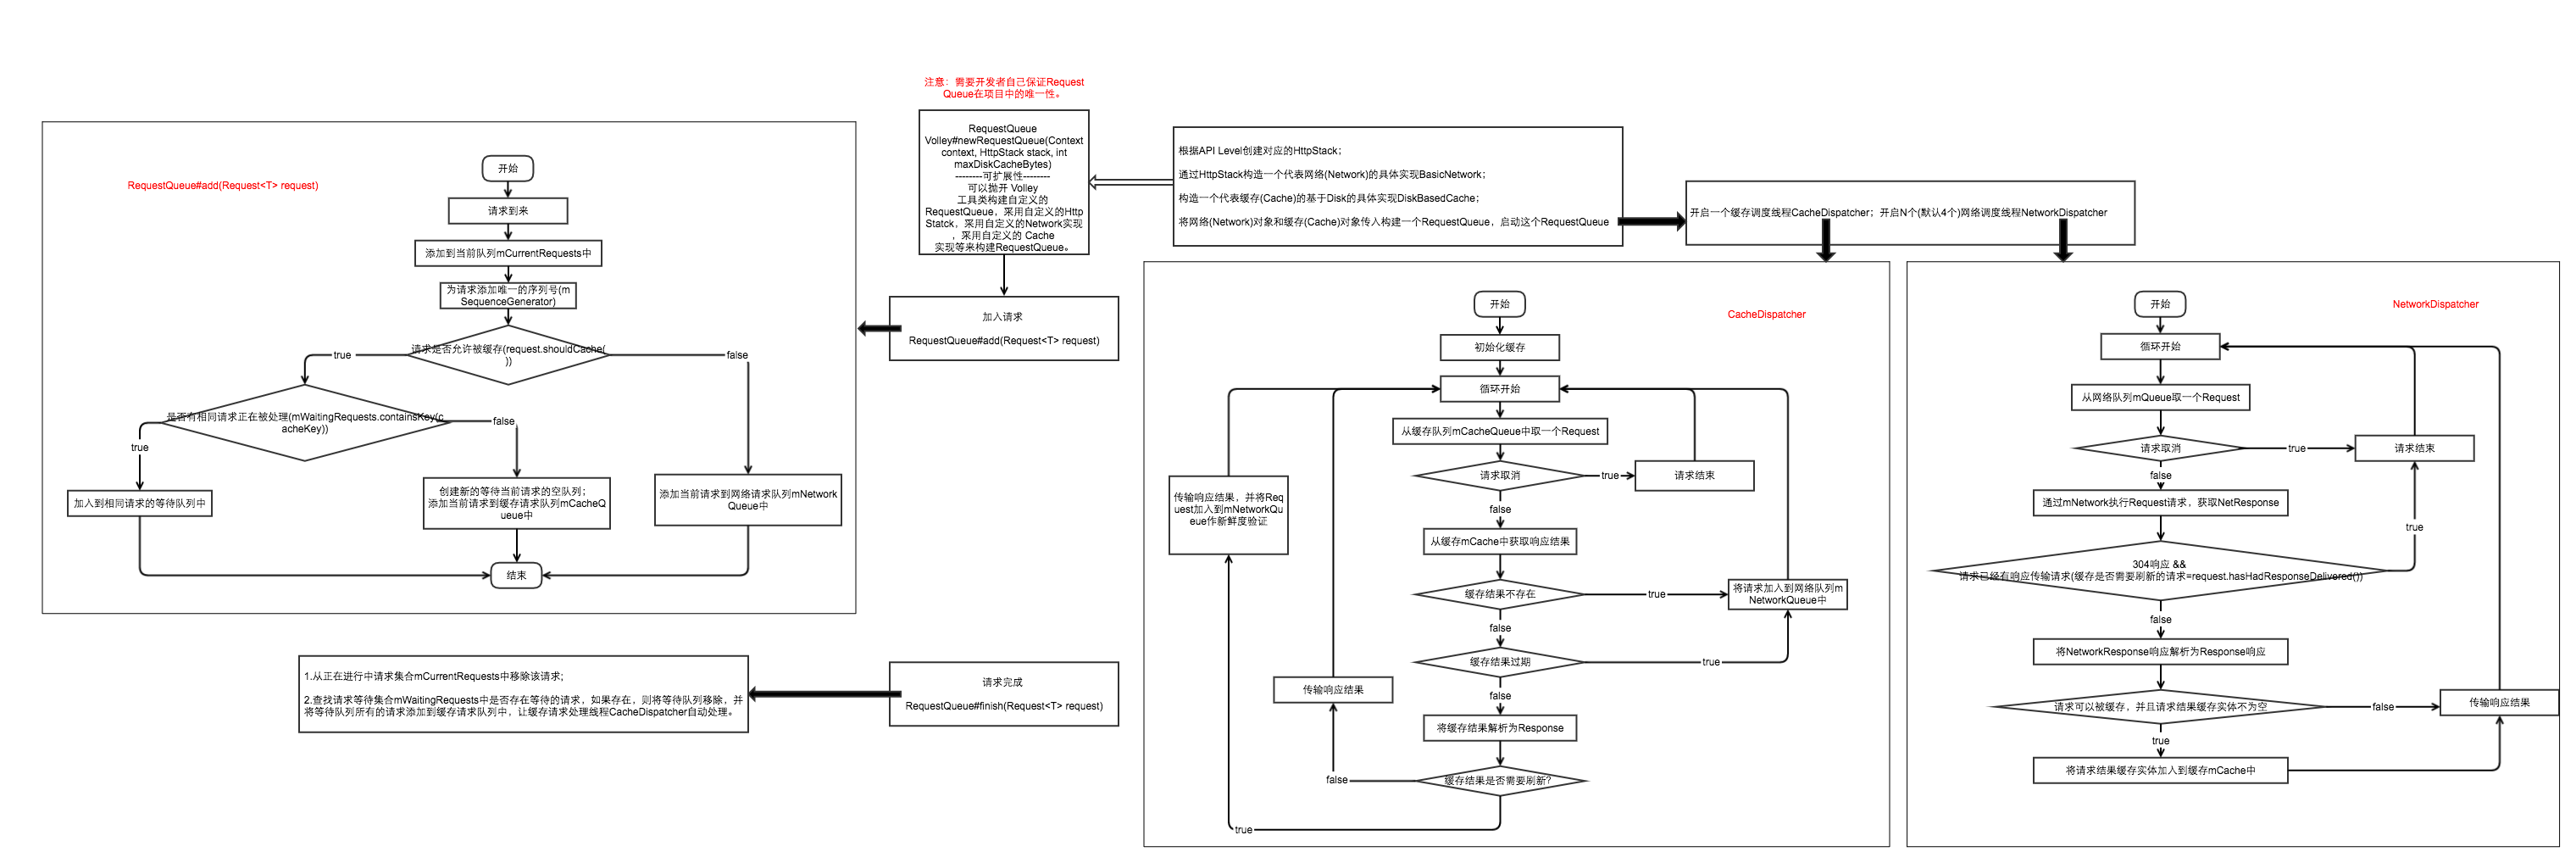 注意：需要开发者自己保证Request
Queue在项目中的唯一性。
RequestQueue
Volley#newRequestQueue(Context
context, HttpStack stack, int
maxDiskCacheBytes)
--------可扩展性--------
可以抛开 Volley
工具类构建自定义的
RequestQueue，采用自定义的Http
Statck，采用自定义的Network实现
，采用自定义的 Cache
实现等来构建RequestQueue。
根据API Level创建对应的HttpStack；
通过HttpStack构造一个代表网络(Network)的具体实现BasicNetwork；
构造一个代表缓存(Cache)的基于Disk的具体实现DiskBasedCache；
将网络(Network)对象和缓存(Cache)对象传入构建一个RequestQueue，启动这个RequestQueue
开启一个缓存调度线程CacheDispatcher；开启N个(默认4个)网络调度线程NetworkDispatcher
加入请求
RequestQueue#add(Request<T> request)
RequestQueue#add(Request<T> request)
开始
请求到来
添加到当前队列mCurrentRequests中
为请求添加唯一的序列号(m
SequenceGenerator)
请求是否允许被缓存(request.shouldCache(
))
true
false
是否有相同请求正在被处理(mWaitingRequests.containsKey(c
acheKey))
true
false
加入到相同请求的等待队列中
创建新的等待当前请求的空队列；
添加当前请求到缓存请求队列mCacheQ
ueue中
添加当前请求到网络请求队列mNetwork
Queue中
结束
1.从正在进行中请求集合mCurrentRequests中移除该请求;
2.查找请求等待集合mWaitingRequests中是否存在等待的请求，如果存在，则将等待队列移除，并
将等待队列所有的请求添加到缓存请求队列中，让缓存请求处理线程CacheDispatcher自动处理。
请求完成
RequestQueue#finish(Request<T> request)
CacheDispatcher
开始
初始化缓存
循环开始
从缓存队列mCacheQueue中取一个Request
请求取消
true
请求结束
false
传输响应结果，并将Req
uest加入到mNetworkQu
eue作新鲜度验证
从缓存mCache中获取响应结果
缓存结果不存在
true
将请求加入到网络队列m
NetworkQueue中
false
缓存结果过期
true
false
传输响应结果
将缓存结果解析为Response
缓存结果是否需要刷新?
false
true
NetworkDispatcher
开始
循环开始
从网络队列mQueue取一个Request
请求取消
true
请求结束
false
通过mNetwork执行Request请求，获取NetResponse
true
304响应 &&
请求已经有响应传输请求(缓存是否需要刷新的请求=request.hasHadResponseDelivered())
false
将NetworkResponse响应解析为Response响应
请求可以被缓存，并且请求结果缓存实体不为空
false
传输响应结果
true
将请求结果缓存实体加入到缓存mCache中